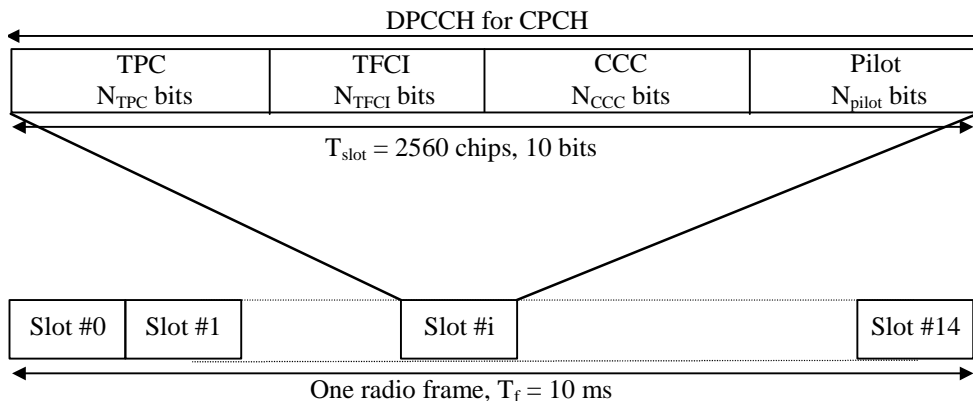 DPCCH for CPCH
TPC TFCI CCC Pilot
N_TPC bits N_TFCI bits N_CCC bits N_pilot bits
T_slot = 2560 chips, 10 bits
Slot #0 Slot #1 Slot #i Slot #14
One radio frame, T_f = 10 ms